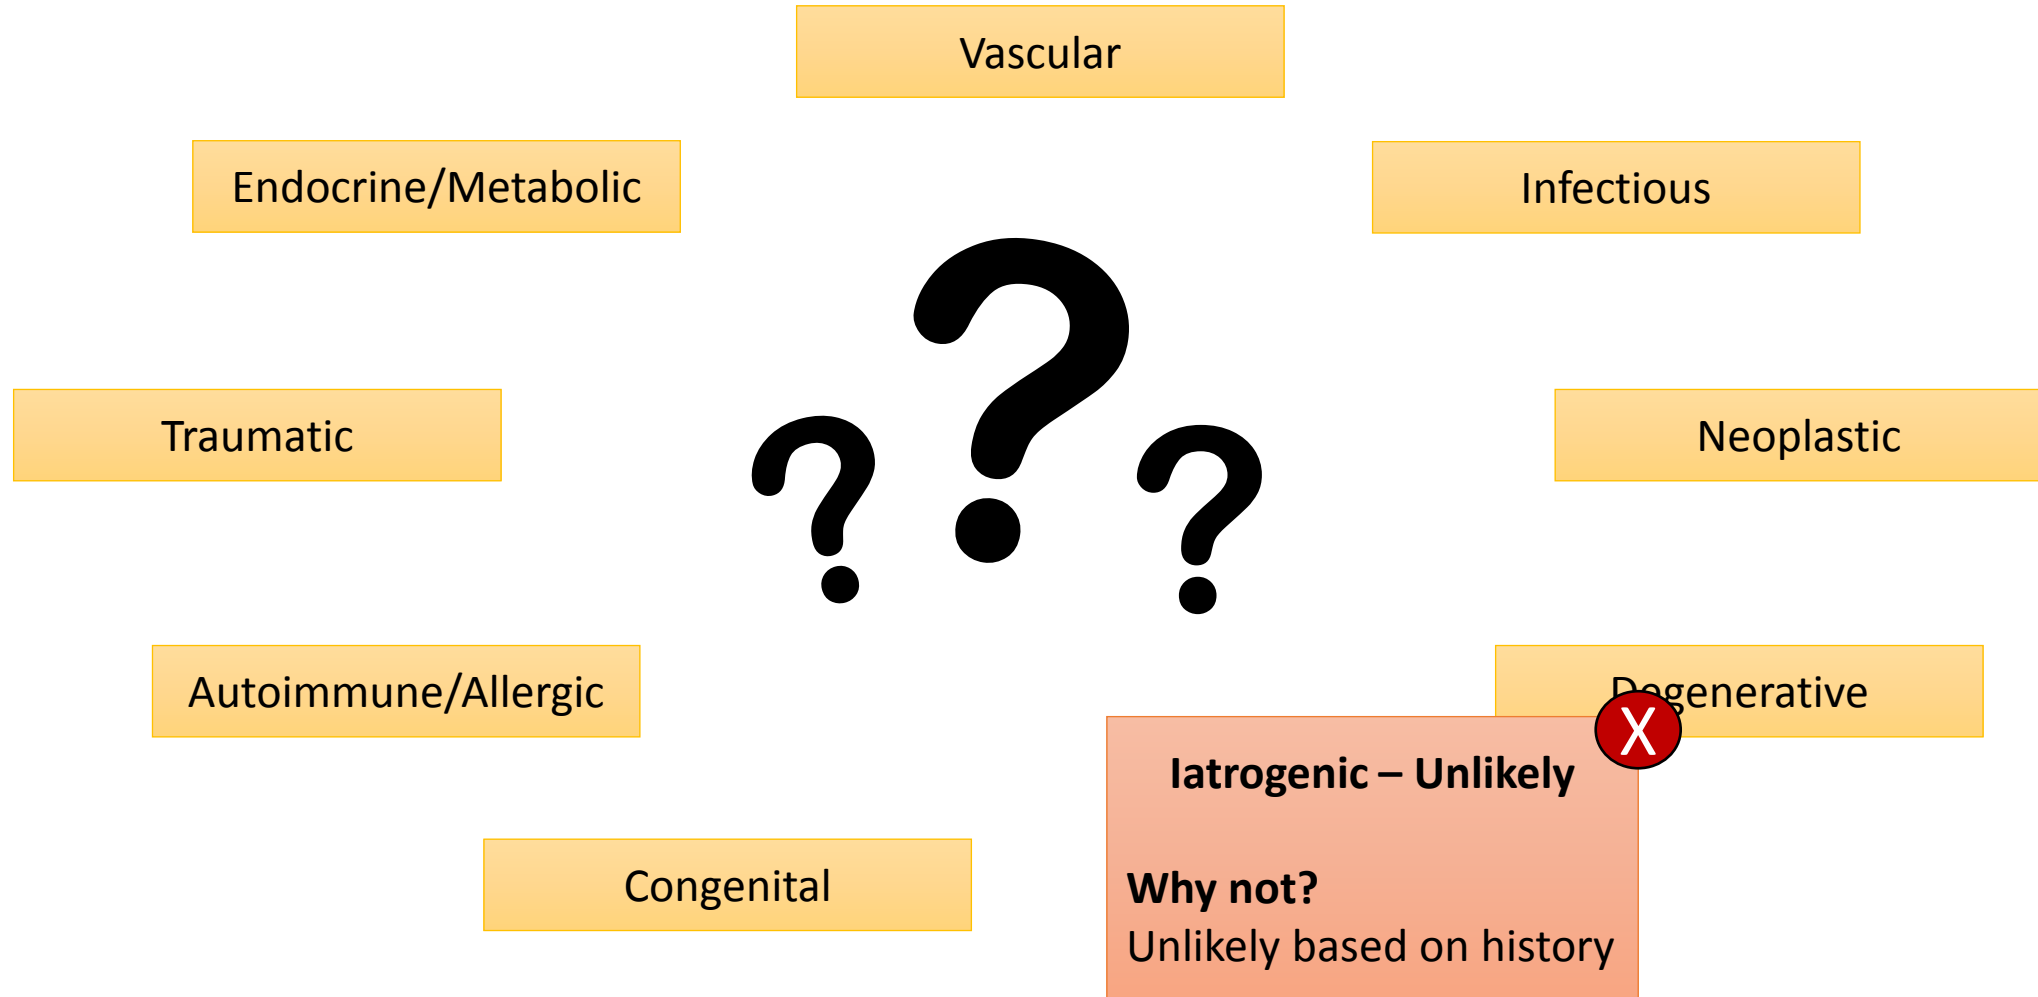 Vascular
Endocrine/Metabolic
Infectious
Traumatic
Neoplastic
Autoimmune/Allergic
Degenerative
X
Iatrogenic – Unlikely
Why not?
Unlikely based on history
Congenital